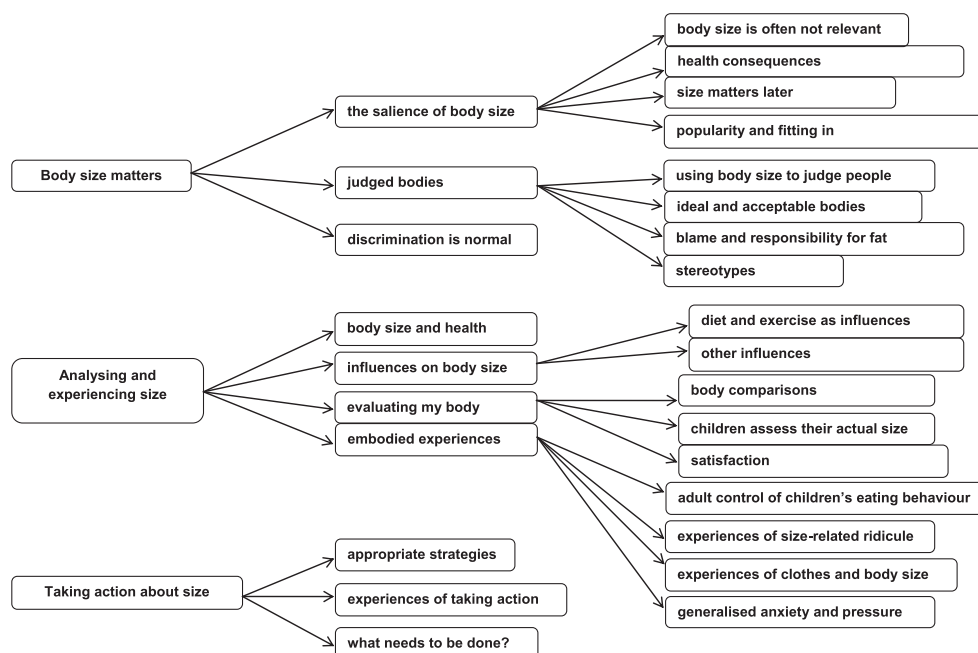 Body size matters
the salience of body size
body size is often not relevant
health consequences
size matters later
popularity and fitting in
judged bodies
using body size to judge people
ideal and acceptable bodies
blame and responsibility for fat
stereotypes
discrimination is normal
Analysing and
experiencing size
body size and health
influences on body size
diet and exercise as influences
other influences
evaluating my body
body comparisons
children assess their actual size
satisfaction
embodied experiences
adult control of children's eating behaviour
experiences of size-related ridicule
experiences of clothes and body size
generalised anxiety and pressure
Taking action about size
appropriate strategies
experiences of taking action
what needs to be done?